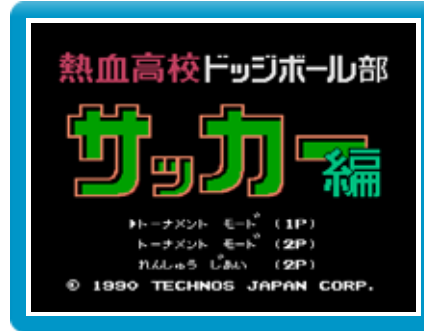 熱血高校ドッジボール部
サッカー編
▶トーナメント モード (1P)
トーナメント モード (2P)
れんしゅう じあい (2P)
© 1990 TECHNOS JAPAN CORP.